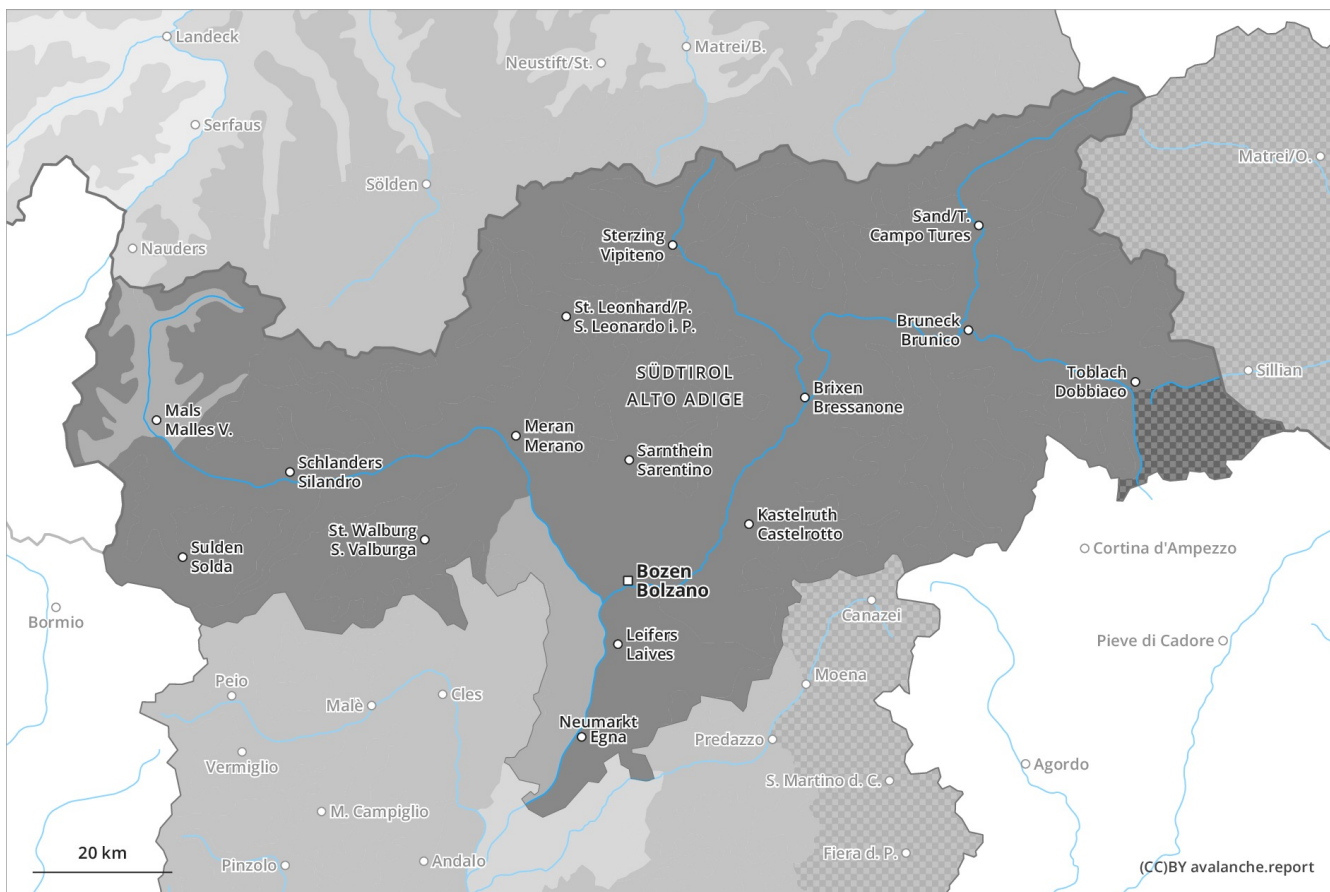 Landeck
Matrei/B.
Neustift/St.
Serfaus
Matrei/O.
Sölden
Sand/T.
Campo Tures
Sterzing
Vipiteno
Nauders
St. Leonhard/P.
S. Leonardo i. P.
Bruneck
Brunico
SÜDTIROL
ALTO ADIGE
Toblach
Dobbiaco
Sillian
Brixen
Bressanone
Mals
Malles V.
Meran
Merano
Sarnthein
Sarentino
Schlanders
Silandro
Kastelruth
Castelrotto
St. Walburg
S. Valburga
Sulden
Solda
Cortina d'Ampezzo
Bozen
Bolzano
Bormio
Canazei
Leifers
Laives
Pieve di Cadore
Peio
Moena
Malè
Cles
Neumarkt
Egna
Predazzo
Vermiglio
Agordo
S. Martino d. C.
M. Campiglio
20 km
Pinzolo
Andalo
Fiera d. P.
(CC)BY avalanche.report